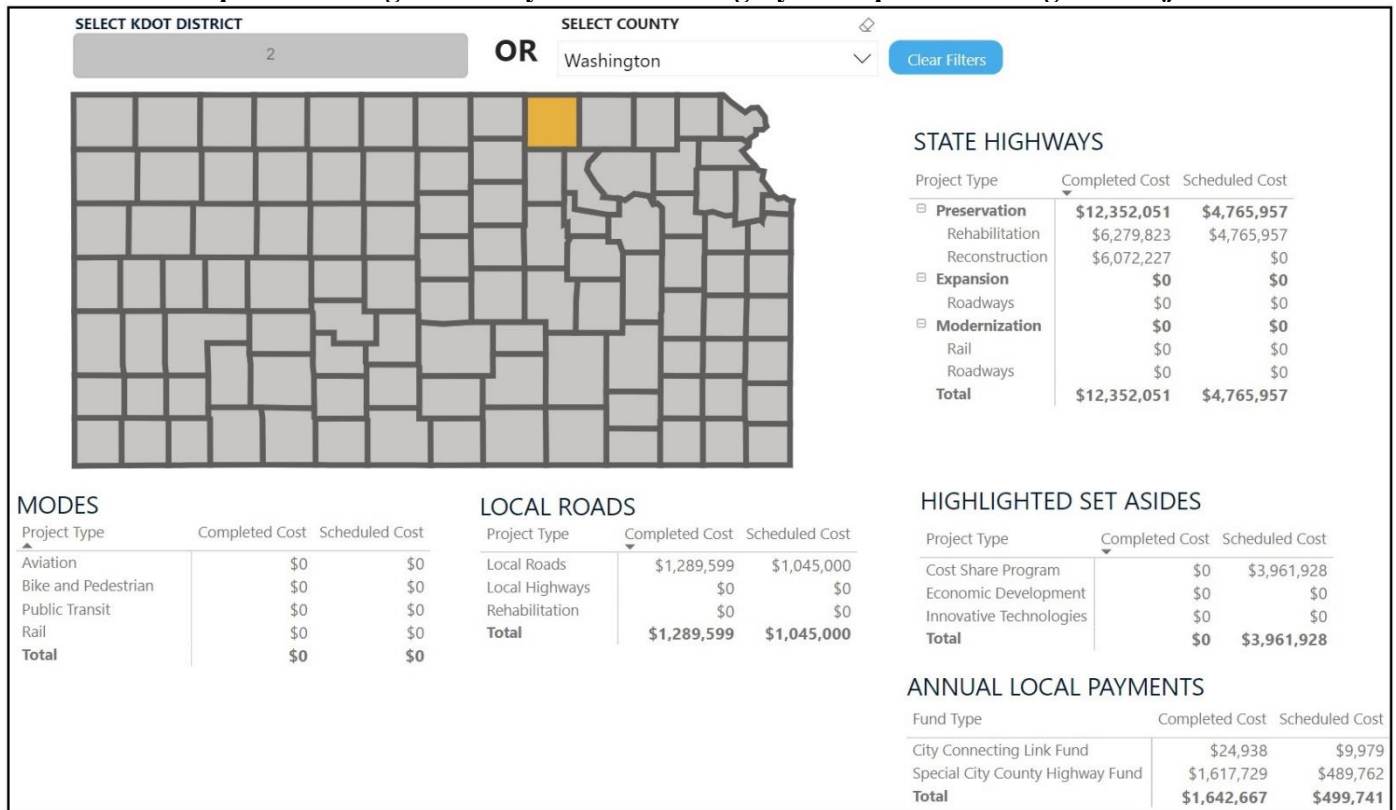 SELECT KDOT DISTRICT
2
OR
SELECT COUNTY
Washington
Clear Filters
STATE HIGHWAYS
Project Type Completed Cost Scheduled Cost
Preservation $12,352,051 $4,765,957
Rehabilitation $6,279,823 $4,765,957
Reconstruction $6,072,227 $0
Expansion $0 $0
Roadways $0 $0
Modernization $0 $0
Rail $0 $0
Roadways $0 $0
Total $12,352,051 $4,765,957
MODES
Project Type Completed Cost Scheduled Cost
Aviation $0 $0
Bike and Pedestrian $0 $0
Public Transit $0 $0
Rail $0 $0
Total $0 $0
LOCAL ROADS
Project Type Completed Cost Scheduled Cost
Local Roads $1,289,599 $1,045,000
Local Highways $0 $0
Rehabilitation $0 $0
Total $1,289,599 $1,045,000
HIGHLIGHTED SET ASIDES
Project Type Completed Cost Scheduled Cost
Cost Share Program $0 $3,961,928
Economic Development $0 $0
Innovative Technologies $0 $0
Total $0 $3,961,928
ANNUAL LOCAL PAYMENTS
Fund Type Completed Cost Scheduled Cost
City Connecting Link Fund $24,938 $9,979
Special City County Highway Fund $1,617,729 $489,762
Total $1,642,667 $499,741